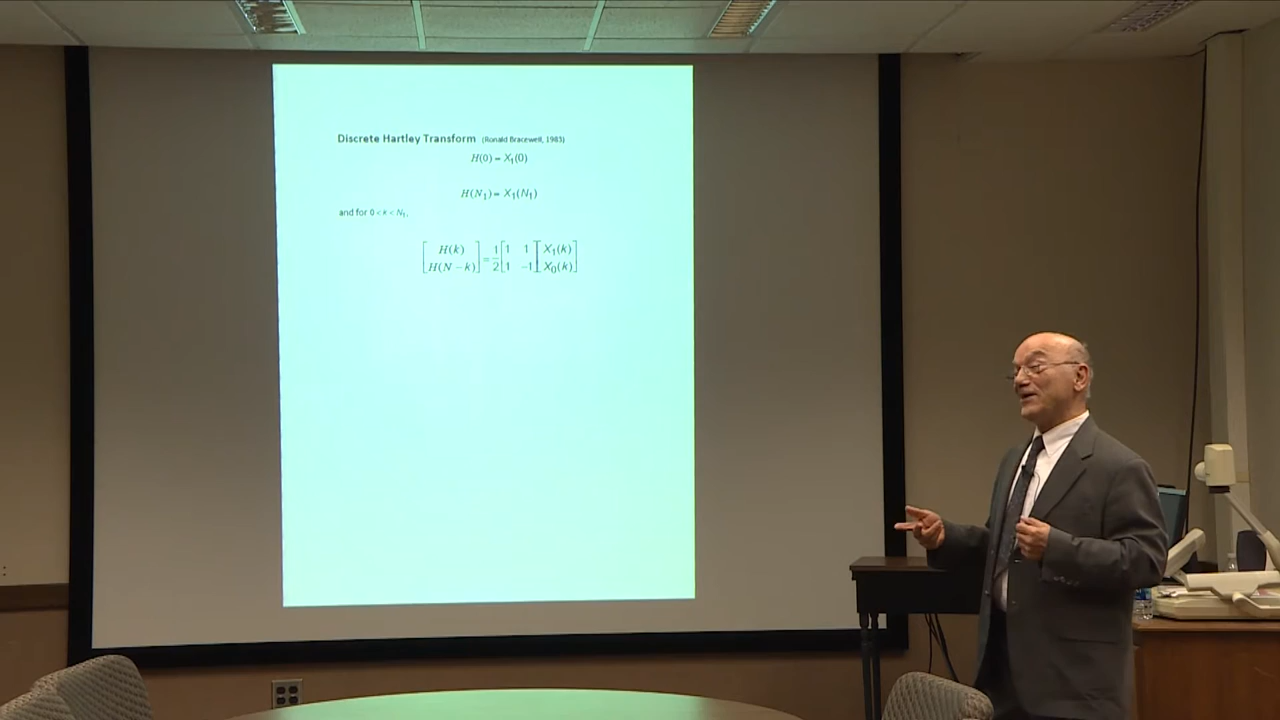 Discrete Hartley Transform (Ronald Bracewell, 1983)
H(0) = X₁(0)
H(N₁) = X₁(N₁)
and for 0 < k < N₁,
[H(k) H(N − k)] = 1/2 [1 1 1 −1] [X₁(k) X₀(k)]